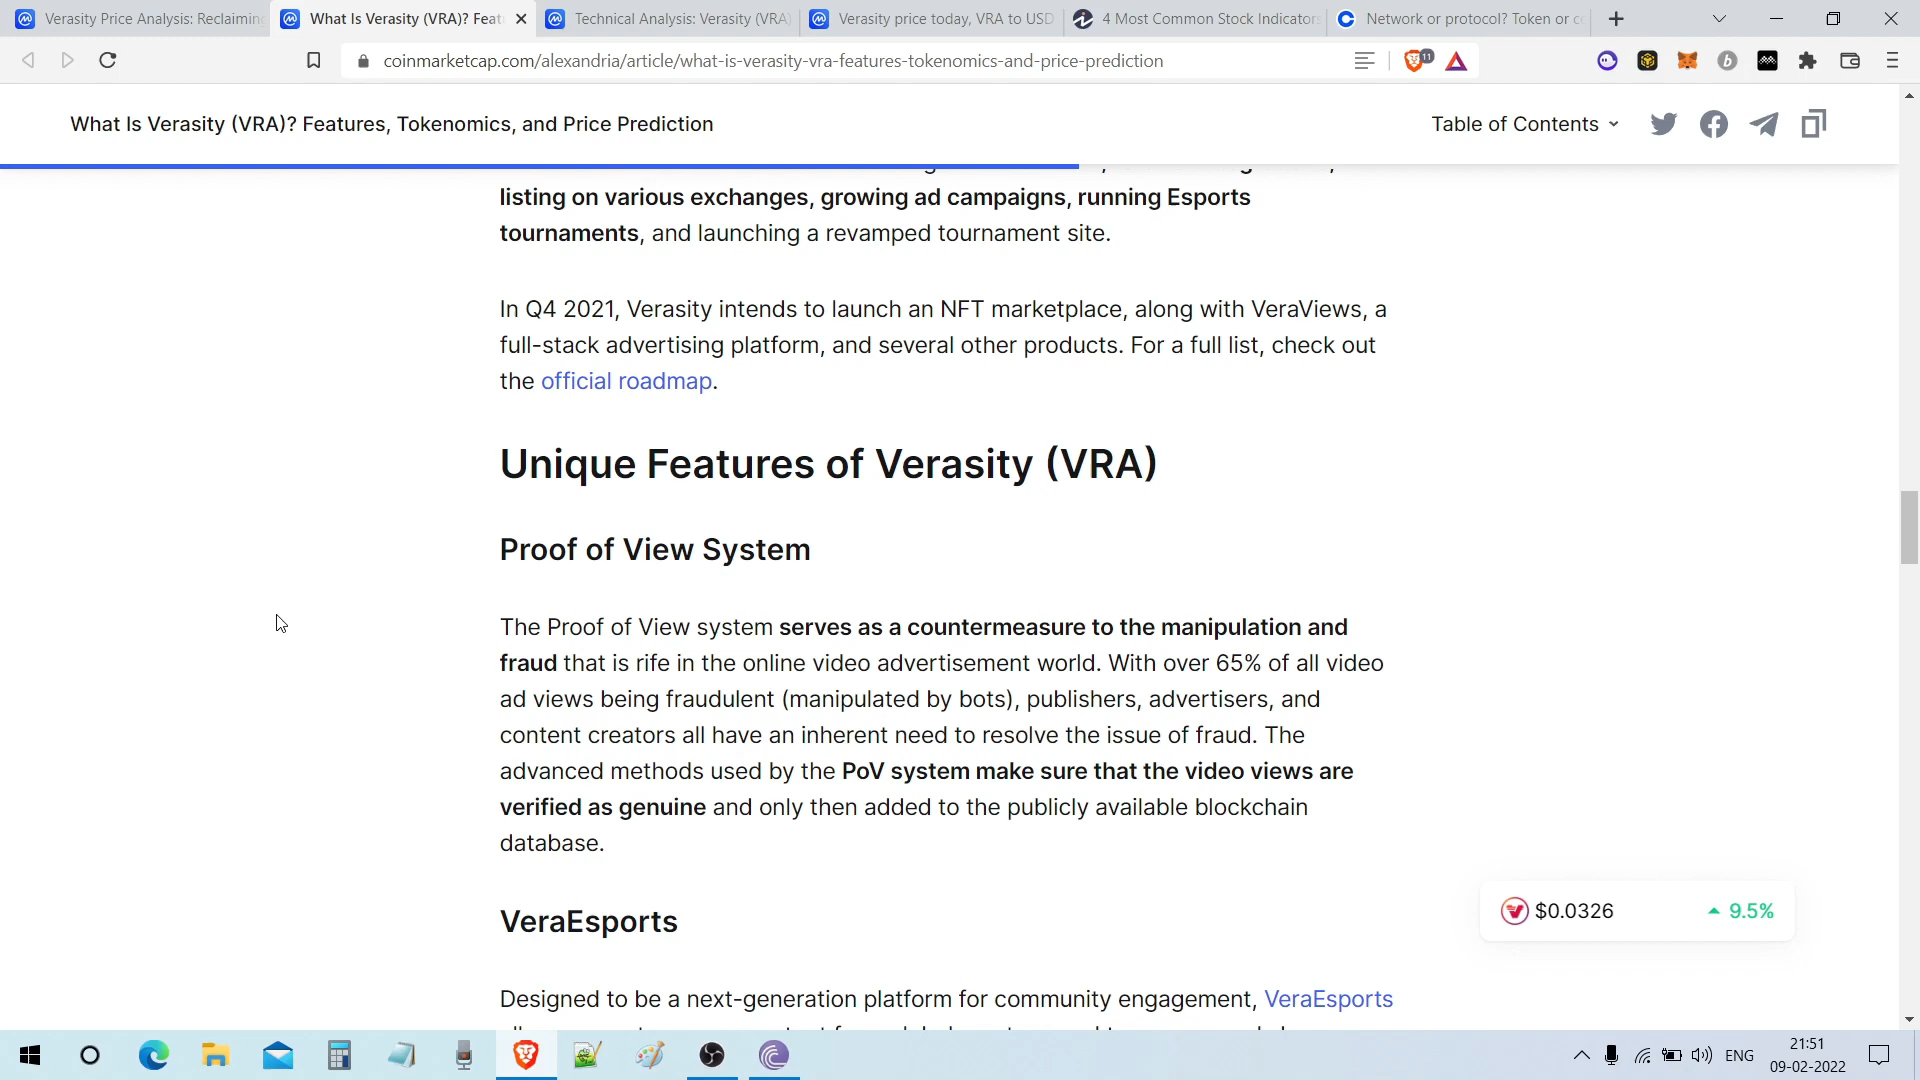 Verasity Price Analysis: Reclaiming
What Is Verasity (VRA)? Feat
Technical Analysis: Verasity (VRA)
Verasity price today, VRA to USD
4 Most Common Stock Indicators
Network or protocol? Token or co
coinmarketcap.com/alexandria/article/what-is-verasity-vra-features-tokenomics-and-price-prediction
11
What Is Verasity (VRA)? Features, Tokenomics, and Price Prediction
Table of Contents
listing on various exchanges, growing ad campaigns, running Esports
tournaments, and launching a revamped tournament site.
In Q4 2021, Verasity intends to launch an NFT marketplace, along with VeraViews, a
full-stack advertising platform, and several other products. For a full list, check out
the official roadmap.
Unique Features of Verasity (VRA)
Proof of View System
The Proof of View system serves as a countermeasure to the manipulation and
fraud that is rife in the online video advertisement world. With over 65% of all video
ad views being fraudulent (manipulated by bots), publishers, advertisers, and
content creators all have an inherent need to resolve the issue of fraud. The
advanced methods used by the PoV system make sure that the video views are
verified as genuine and only then added to the publicly available blockchain
database.
$0.0326
9.5%
VeraEsports
Designed to be a next-generation platform for community engagement, VeraEsports
ENG
21:51
09-02-2022